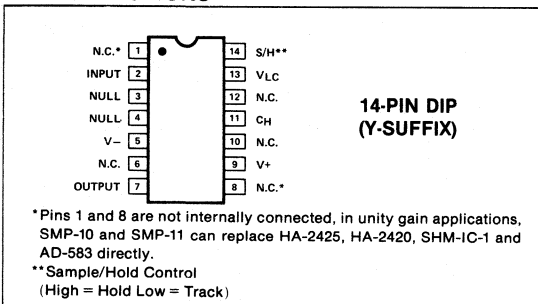 N.C.* 1 14 S/H**
INPUT 2 13 VLC
NULL 3 12 N.C.
NULL 4 11 CH
V− 5 10 N.C.
N.C. 6 9 V+
OUTPUT 7 8 N.C.*
14-PIN DIP
(Y-SUFFIX)
*Pins 1 and 8 are not internally connected, in unity gain applications,
SMP-10 and SMP-11 can replace HA-2425, HA-2420, SHM-IC-1 and
AD-583 directly.
**Sample/Hold Control
(High = Hold Low = Track)